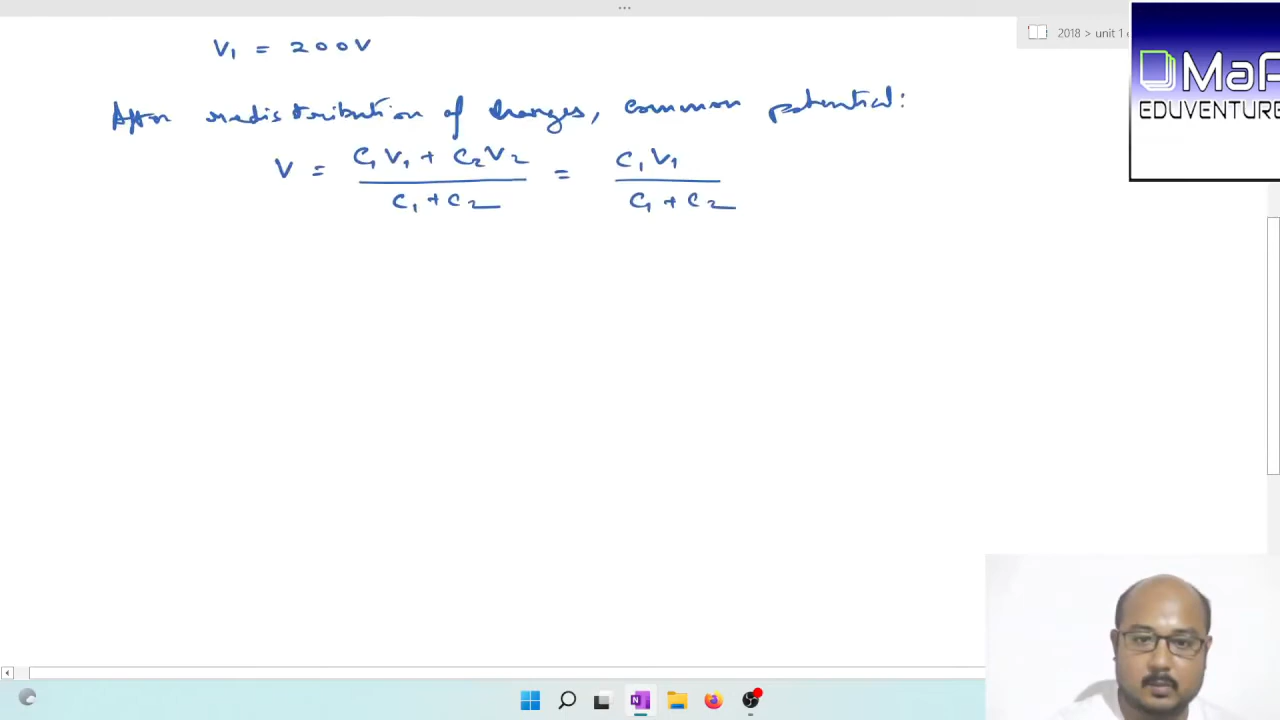 2018 > unit 1
MaF
EDUVENTURE
V₁ = 200V
After redistribution of charges, common potential:
V = (C₁V₁ + C₂V₂)/(C₁ + C₂) = C₁V₁/(C₁ + C₂)